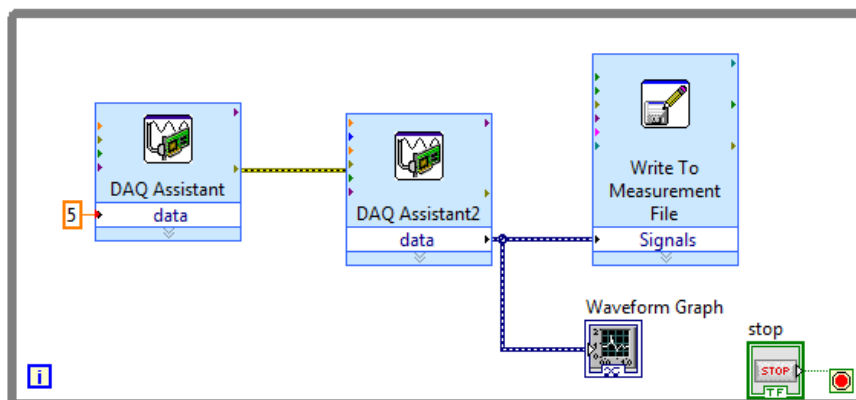 DAQ Assistant
5
data
DAQ Assistant2
data
Write To
Measurement
File
Signals
Waveform Graph
stop
STOP
TF
i